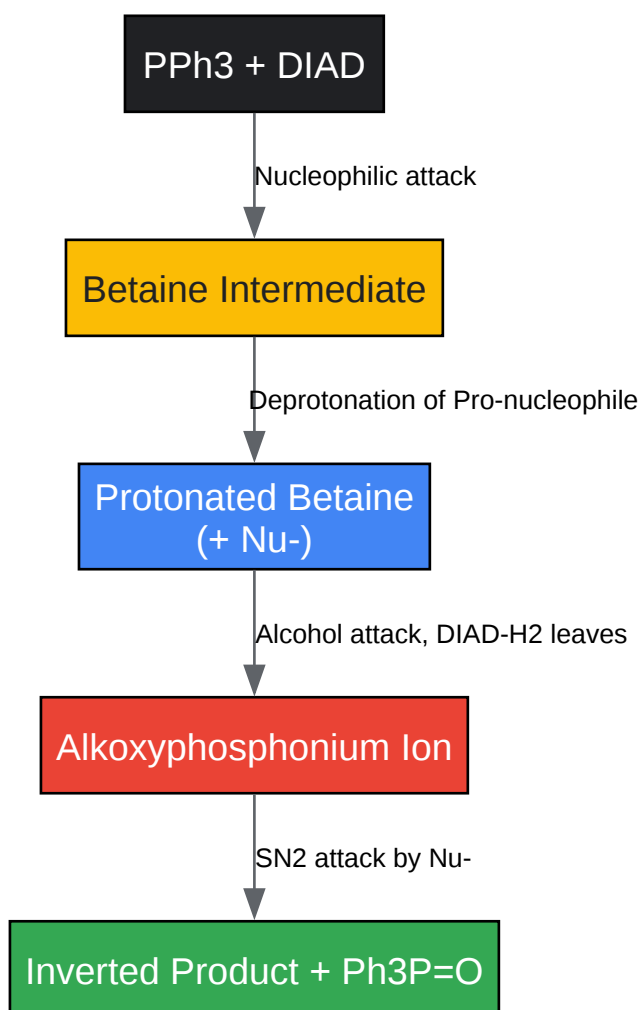 PPh3 + DIAD
Nucleophilic attack
Betaine Intermediate
Deprotonation of Pro-nucleophile
Protonated Betaine
(+ Nu-)
Alcohol attack, DIAD-H2 leaves
Alkoxyphosphonium Ion
SN2 attack by Nu-
Inverted Product + Ph3P=O